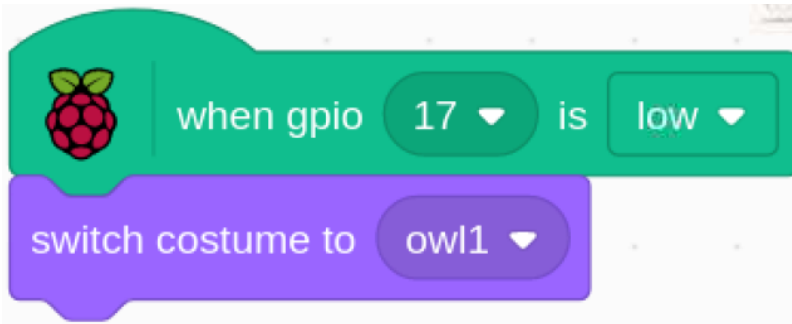 when gpio 17 is low
switch costume to owl1